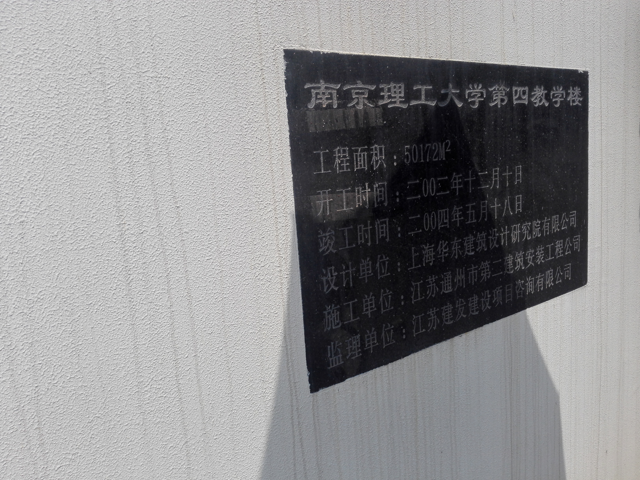 南京理工大学第四教学楼
工程面积：50172M²
开工时间：二00二年十二月十日
竣工时间：二00四年五月十八日
设计单位：上海华东建筑设计研究院有限公司
施工单位：江苏通州市第二建筑安装工程公司
监理单位：江苏建发建设项目咨询有限公司